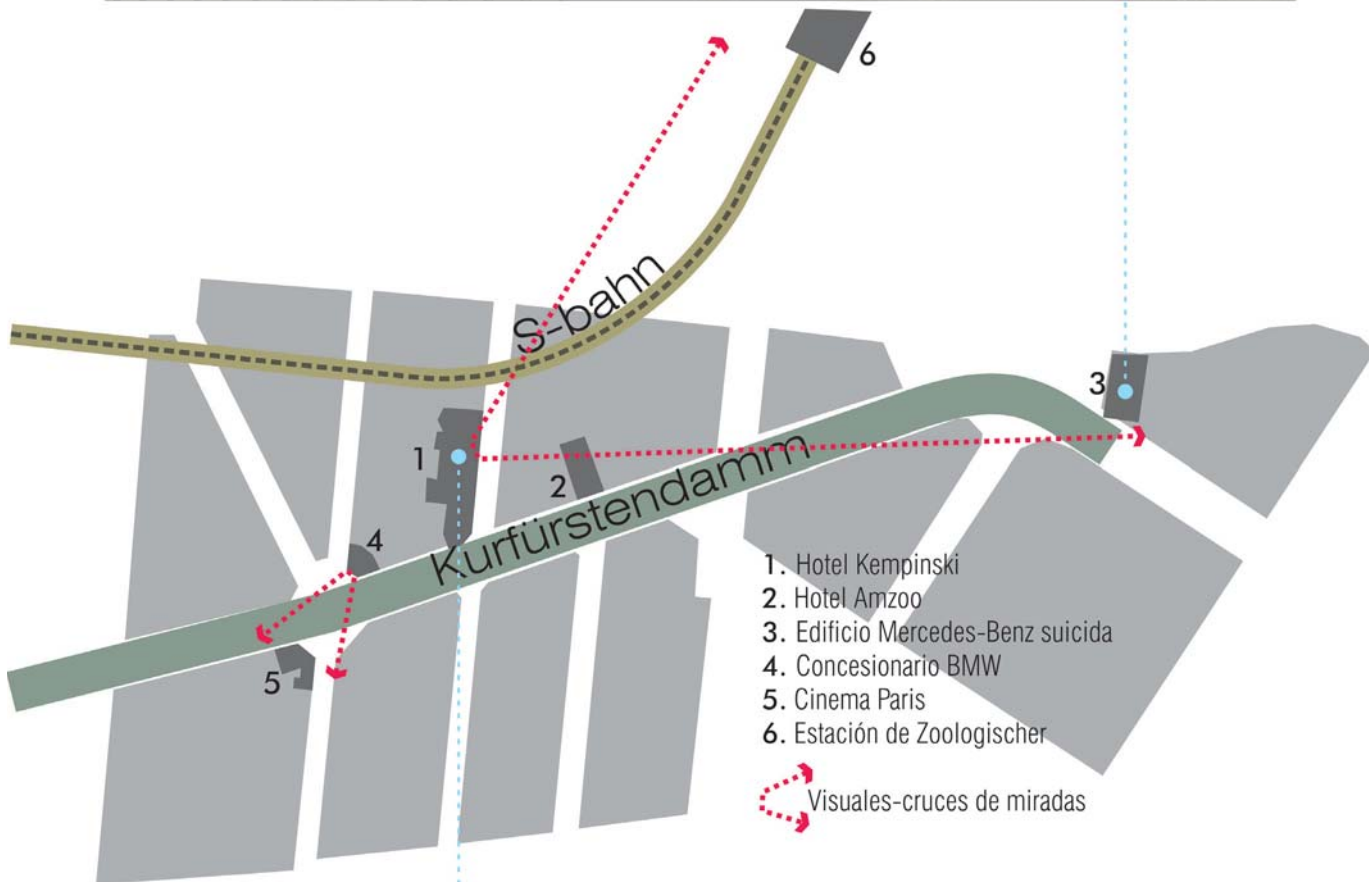 6
S-bahn
3
1
2
Kurfürstendamm
4
5
1. Hotel Kempinski
2. Hotel Amzoo
3. Edificio Mercedes-Benz suicida
4. Concesionario BMW
5. Cinema Paris
6. Estación de Zoologischer
Visuales-cruces de miradas